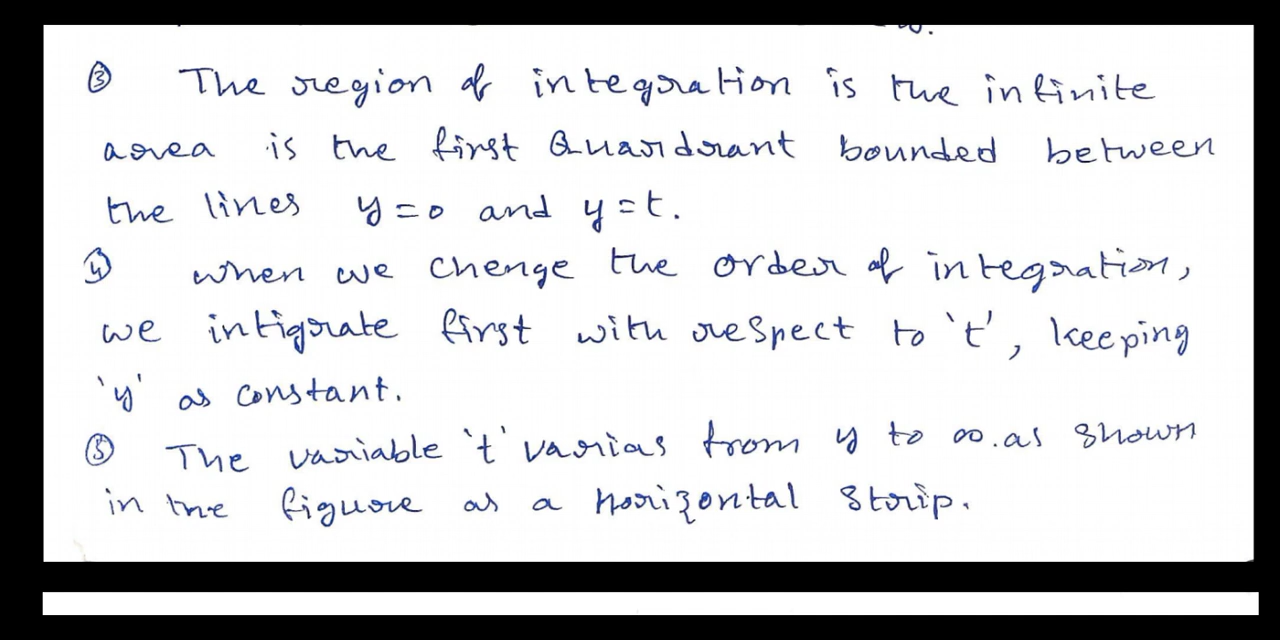 ③ The region of integration is the infinite
area is the first Quardrant bounded between
the lines y=0 and y=t.
④ when we chenge the order of integration,
we intigrate first with respect to 't', keeping
'y' as constant.
⑤ The variable 't' varias from y to ∞.as shown
in the figure as a horizontal strip.